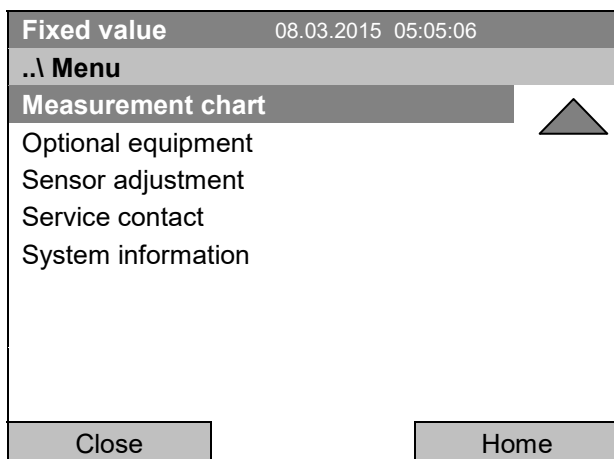 Fixed value 08.03.2015 05:05:06
..\ Menu
Measurement chart
Optional equipment
Sensor adjustment
Service contact
System information
Close Home